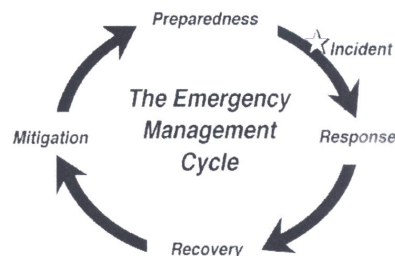 Preparedness
Incident
The Emergency
Management
Cycle
Mitigation
Response
Recovery